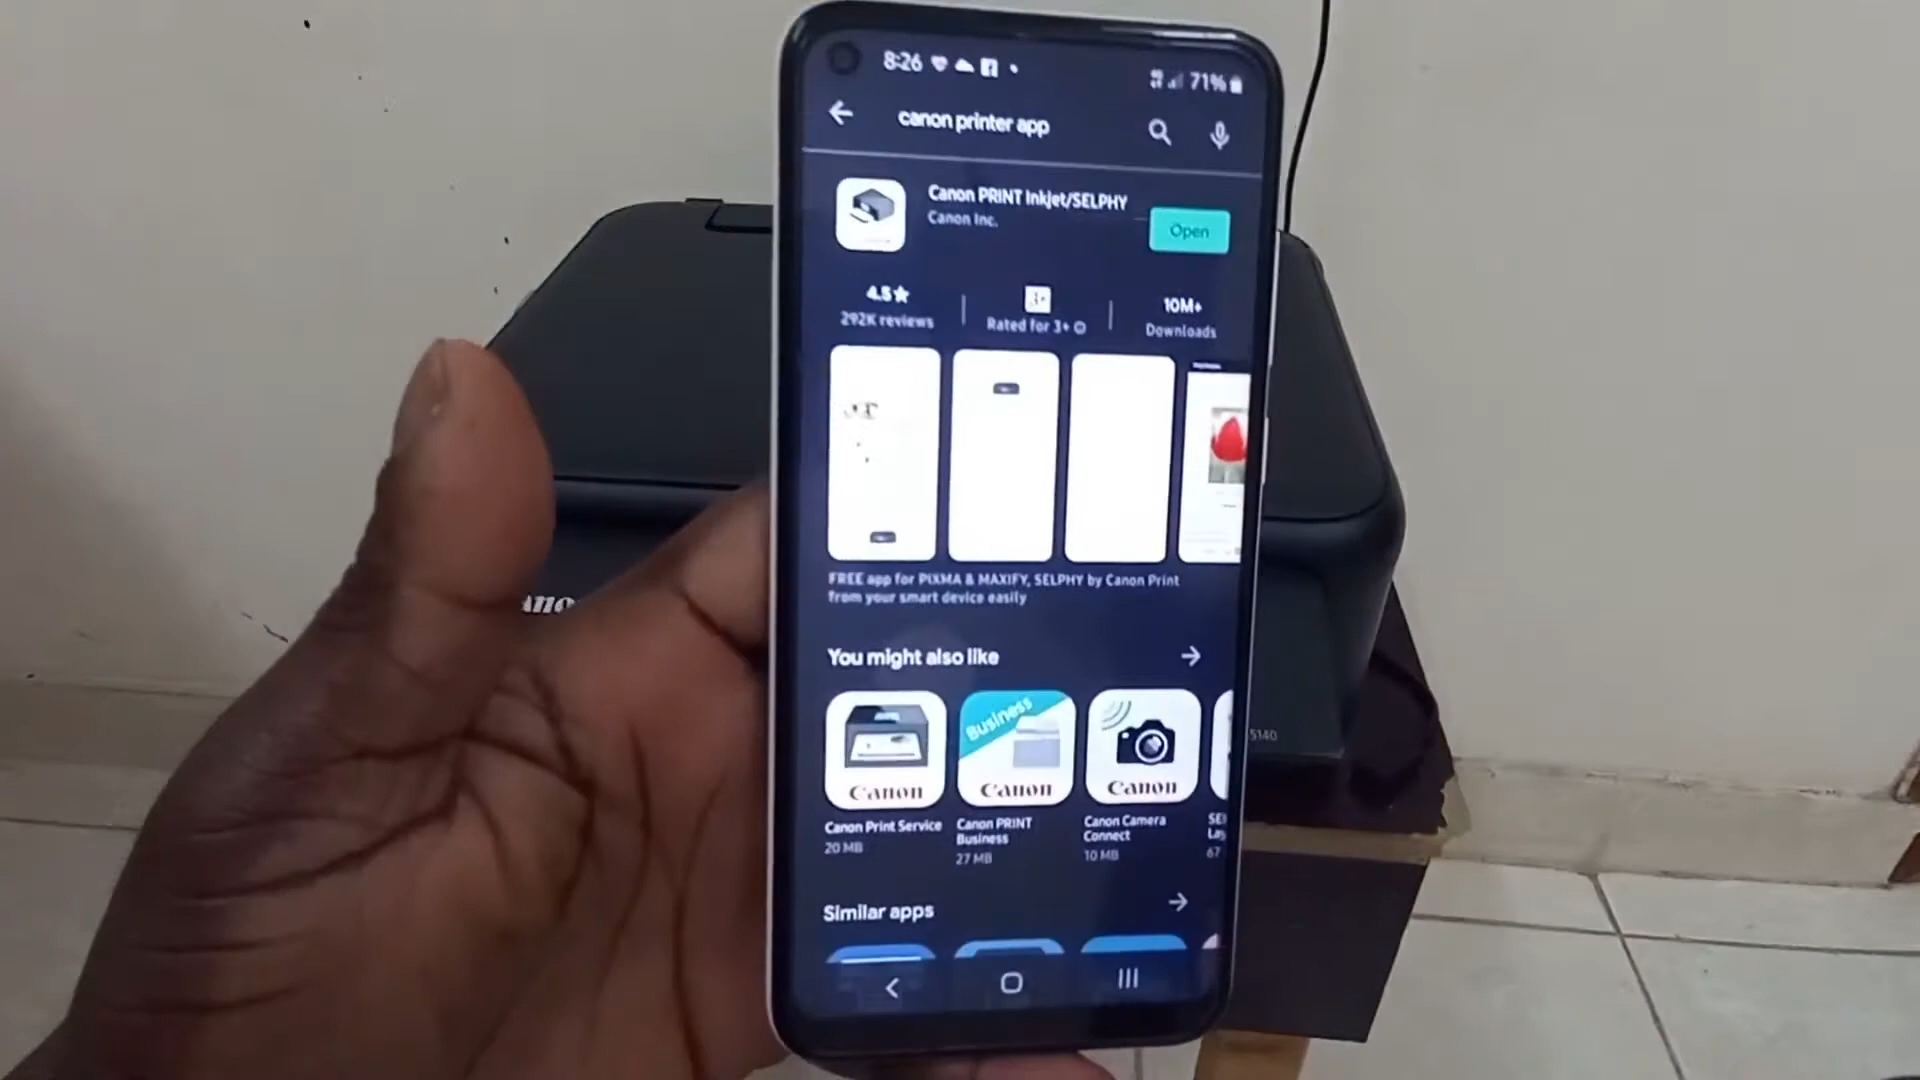 8:26
71%
canon printer app
Canon PRINT Inkjet/SELPHY
Canon Inc.
Open
4.5★
292K reviews
3+
Rated for 3+
10M+
Downloads
FREE app for PIXMA & MAXIFY, SELPHY by Canon Print
from your smart device easily
You might also like
Canon
Business
Canon
Canon
Canon Print Service
20 MB
Canon PRINT
Business
27 MB
Canon Camera
Connect
10 MB
67
Similar apps
5140